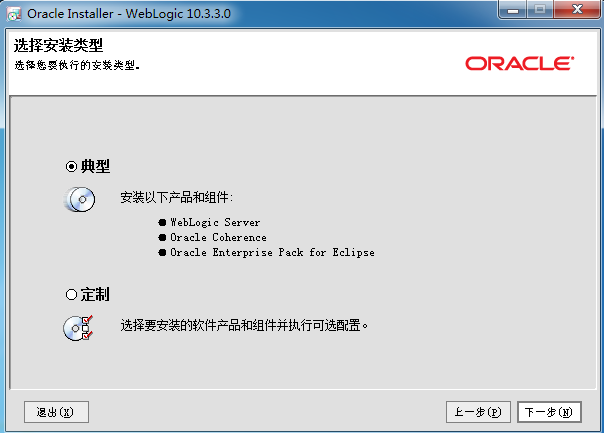 Oracle Installer - WebLogic 10.3.3.0
选择安装类型
选择您要执行的安装类型。
ORACLE
典型
安装以下产品和组件:
WebLogic Server
Oracle Coherence
Oracle Enterprise Pack for Eclipse
定制
选择要安装的软件产品和组件并执行可选配置。
退出(X) 上一步(P) 下一步(N)